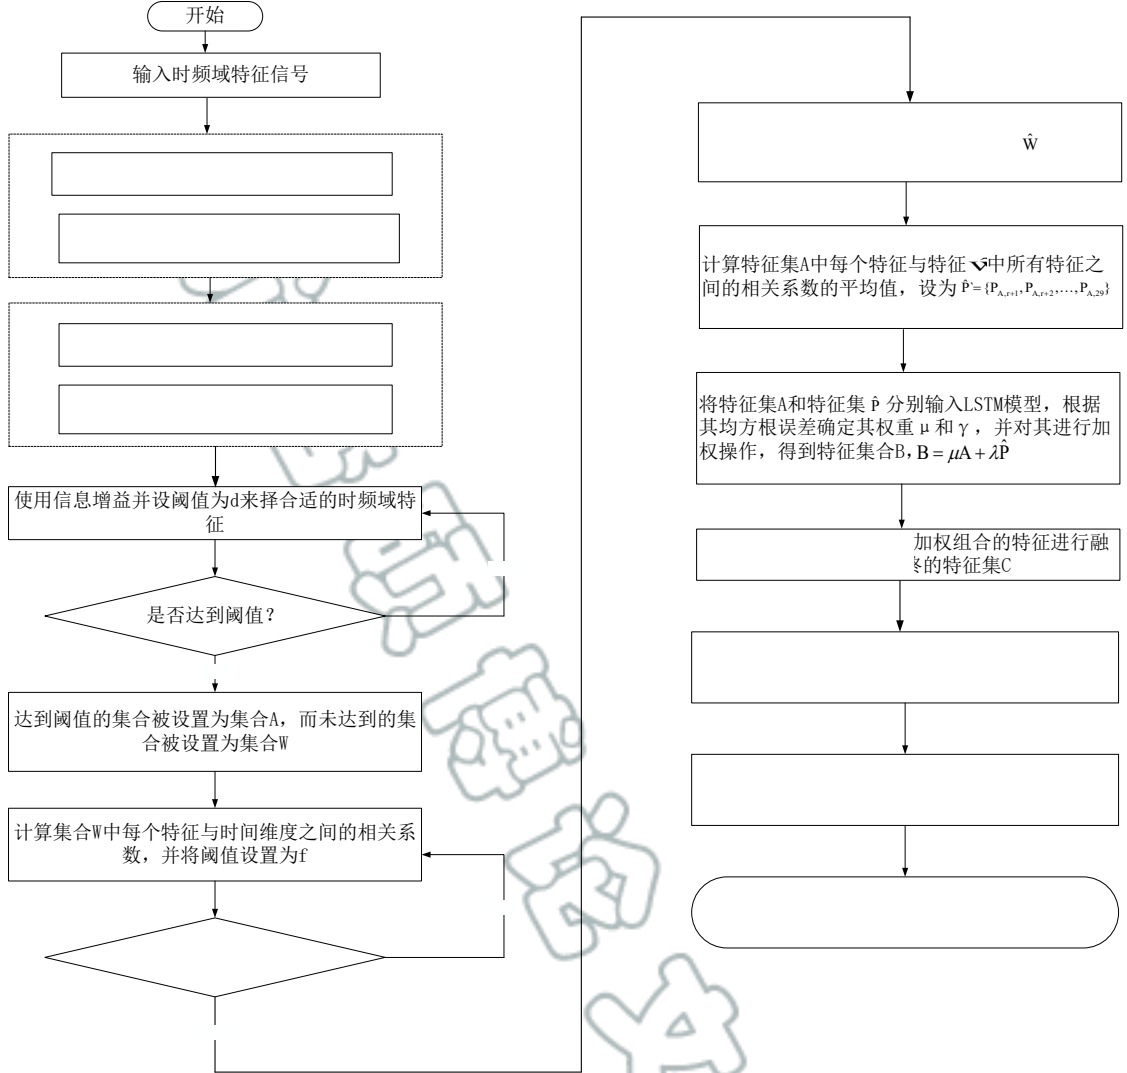 开始
输入时频域特征信号
使用信息增益并设阈值为d来择合适的时频域特
征
是否达到阈值?
达到阈值的集合被设置为集合A，而未达到的集
合被设置为集合W
计算集合W中每个特征与时间维度之间的相关系
数，并将阈值设置为f
Ŵ
计算特征集A中每个特征与特征 中所有特征之
间的相关系数的平均值，设为 P̂'={P_{A,r+1},P_{A,r+2},...,P_{A,29}}
将特征集A和特征集 P̂ 分别输入LSTM模型，根据
其均方根误差确定其权重μ和γ，并对其进行加
权操作，得到特征集合B，B = μA + λP̂
加权组合的特征进行融
终的特征集C